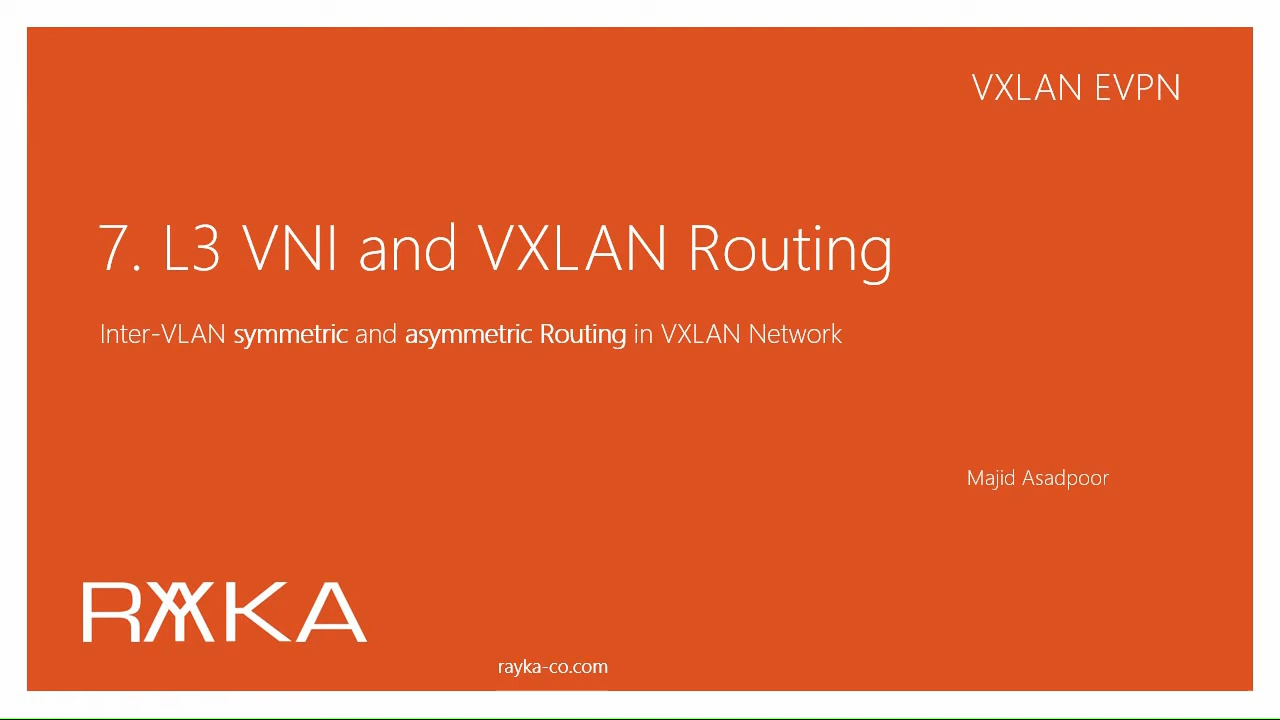 VXLAN EVPN
7. L3 VNI and VXLAN Routing
Inter-VLAN symmetric and asymmetric Routing in VXLAN Network
Majid Asadpoor
RAYKA
rayka-co.com